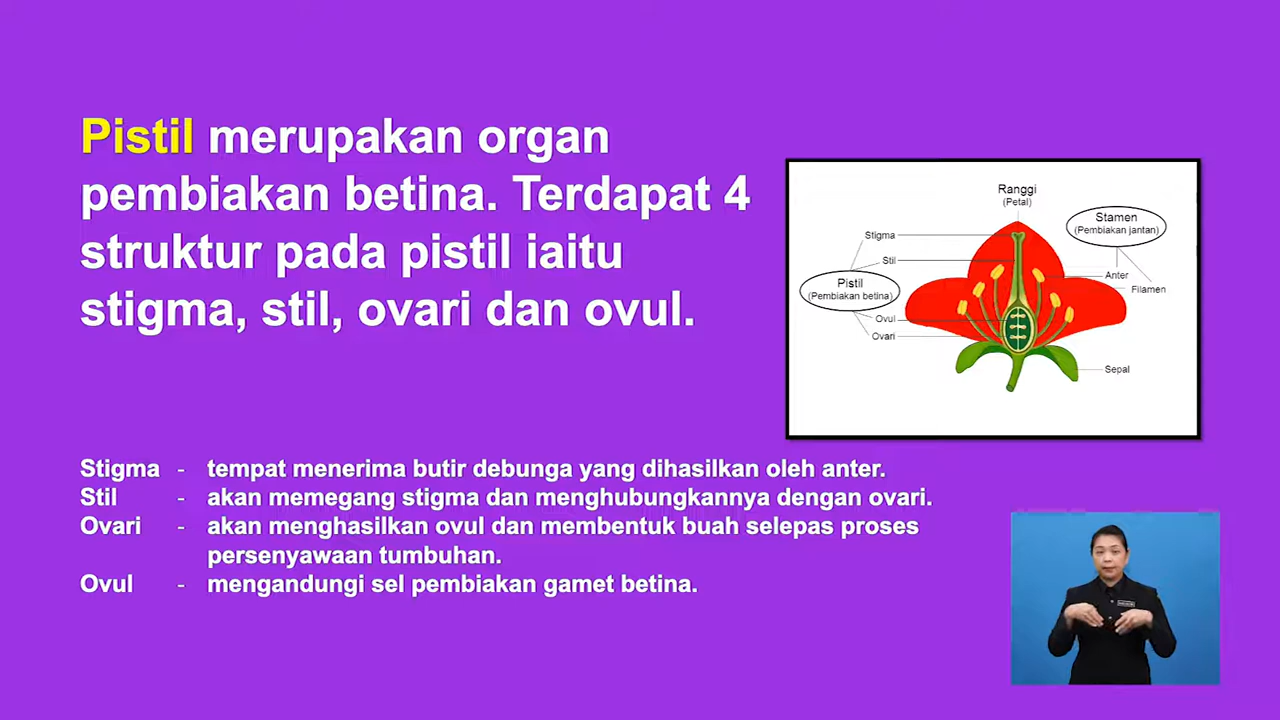 Pistil merupakan organ
pembiakan betina. Terdapat 4
struktur pada pistil iaitu
stigma, stil, ovari dan ovul.
Ranggi
(Petal)
Stamen
(Pembiakan jantan)
Stigma
Stil
Anter
Pistil
(Pembiakan betina)
Filamen
Ovul
Ovari
Sepal
Stigma - tempat menerima butir debunga yang dihasilkan oleh anter.
Stil - akan memegang stigma dan menghubungkannya dengan ovari.
Ovari - akan menghasilkan ovul dan membentuk buah selepas proses
persenyawaan tumbuhan.
Ovul - mengandungi sel pembiakan gamet betina.